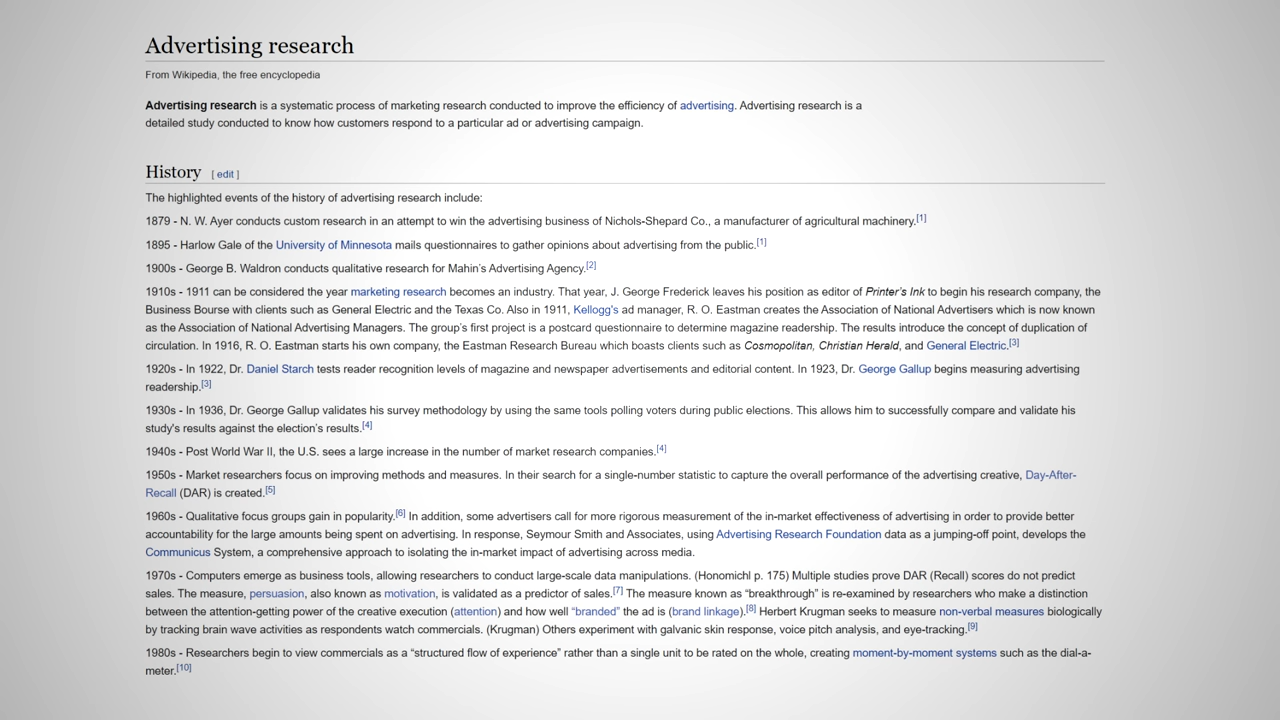 Advertising research
From Wikipedia, the free encyclopedia
Advertising research is a systematic process of marketing research conducted to improve the efficiency of advertising. Advertising research is a
detailed study conducted to know how customers respond to a particular ad or advertising campaign.
History [ edit ]
The highlighted events of the history of advertising research include:
1879 - N. W. Ayer conducts custom research in an attempt to win the advertising business of Nichols-Shepard Co., a manufacturer of agricultural machinery.[1]
1895 - Harlow Gale of the University of Minnesota mails questionnaires to gather opinions about advertising from the public.[1]
1900s - George B. Waldron conducts qualitative research for Mahin's Advertising Agency.[2]
1910s - 1911 can be considered the year marketing research becomes an industry. That year, J. George Frederick leaves his position as editor of Printer's Ink to begin his research company, the
Business Bourse with clients such as General Electric and the Texas Co. Also in 1911, Kellogg's ad manager, R. O. Eastman creates the Association of National Advertisers which is now known
as the Association of National Advertising Managers. The group's first project is a postcard questionnaire to determine magazine readership. The results introduce the concept of duplication of
circulation. In 1916, R. O. Eastman starts his own company, the Eastman Research Bureau which boasts clients such as Cosmopolitan, Christian Herald, and General Electric.[3]
1920s - In 1922, Dr. Daniel Starch tests reader recognition levels of magazine and newspaper advertisements and editorial content. In 1923, Dr. George Gallup begins measuring advertising
readership.[3]
1930s - In 1936, Dr. George Gallup validates his survey methodology by using the same tools polling voters during public elections. This allows him to successfully compare and validate his
study's results against the election's results.[4]
1940s - Post World War II, the U.S. sees a large increase in the number of market research companies.[4]
1950s - Market researchers focus on improving methods and measures. In their search for a single-number statistic to capture the overall performance of the advertising creative, Day-After-
Recall (DAR) is created.[5]
1960s - Qualitative focus groups gain in popularity.[6] In addition, some advertisers call for more rigorous measurement of the in-market effectiveness of advertising in order to provide better
accountability for the large amounts being spent on advertising. In response, Seymour Smith and Associates, using Advertising Research Foundation data as a jumping-off point, develops the
Communicus System, a comprehensive approach to isolating the in-market impact of advertising across media.
1970s - Computers emerge as business tools, allowing researchers to conduct large-scale data manipulations. (Honomichl p. 175) Multiple studies prove DAR (Recall) scores do not predict
sales. The measure, persuasion, also known as motivation, is validated as a predictor of sales.[7] The measure known as “breakthrough” is re-examined by researchers who make a distinction
between the attention-getting power of the creative execution (attention) and how well “branded” the ad is (brand linkage).[8] Herbert Krugman seeks to measure non-verbal measures biologically
by tracking brain wave activities as respondents watch commercials. (Krugman) Others experiment with galvanic skin response, voice pitch analysis, and eye-tracking.[9]
1980s - Researchers begin to view commercials as a “structured flow of experience” rather than a single unit to be rated on the whole, creating moment-by-moment systems such as the dial-a-
meter.[10]